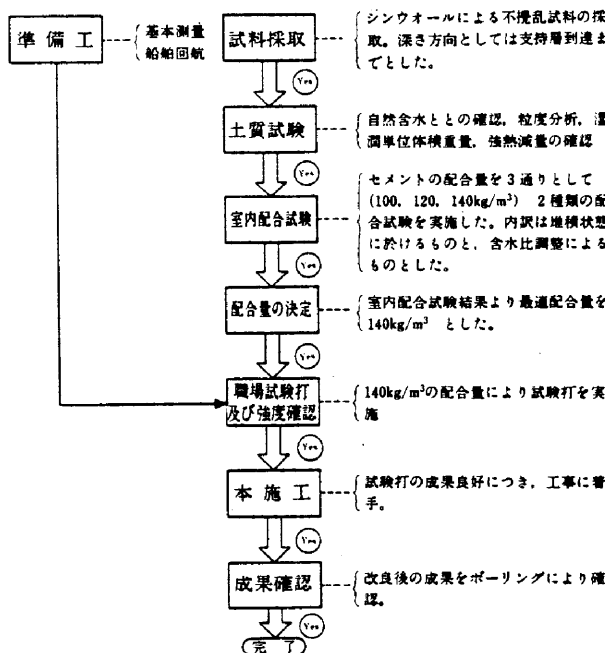 準備工
基本測量
船舶回航
試料採取
シンウォールによる不攪乱試料の採
取。深さ方向としては支持層到達ま
でとした。
Yes
土質試験
自然含水ととの確認, 粒度分析, 湿
潤単位体積重量, 強熱減量の確認
Yes
室内配合試験
セメントの配合量を3通りとして
(100, 120, 140kg/m³) 2種類の配
合試験を実施した。内訳は堆積状態
に於けるものと, 含水比調整による
ものとした。
Yes
配合量の決定
室内配合試験結果より最適配合量を
140kg/m³ とした。
Yes
職場試験打
及び強度確認
140kg/m³の配合量により試験打を実
施
Yes
本施工
試験打の成果良好につき, 工事に着
手。
Yes
成果確認
改良後の成果をボーリングにより確
認。
Yes
完了